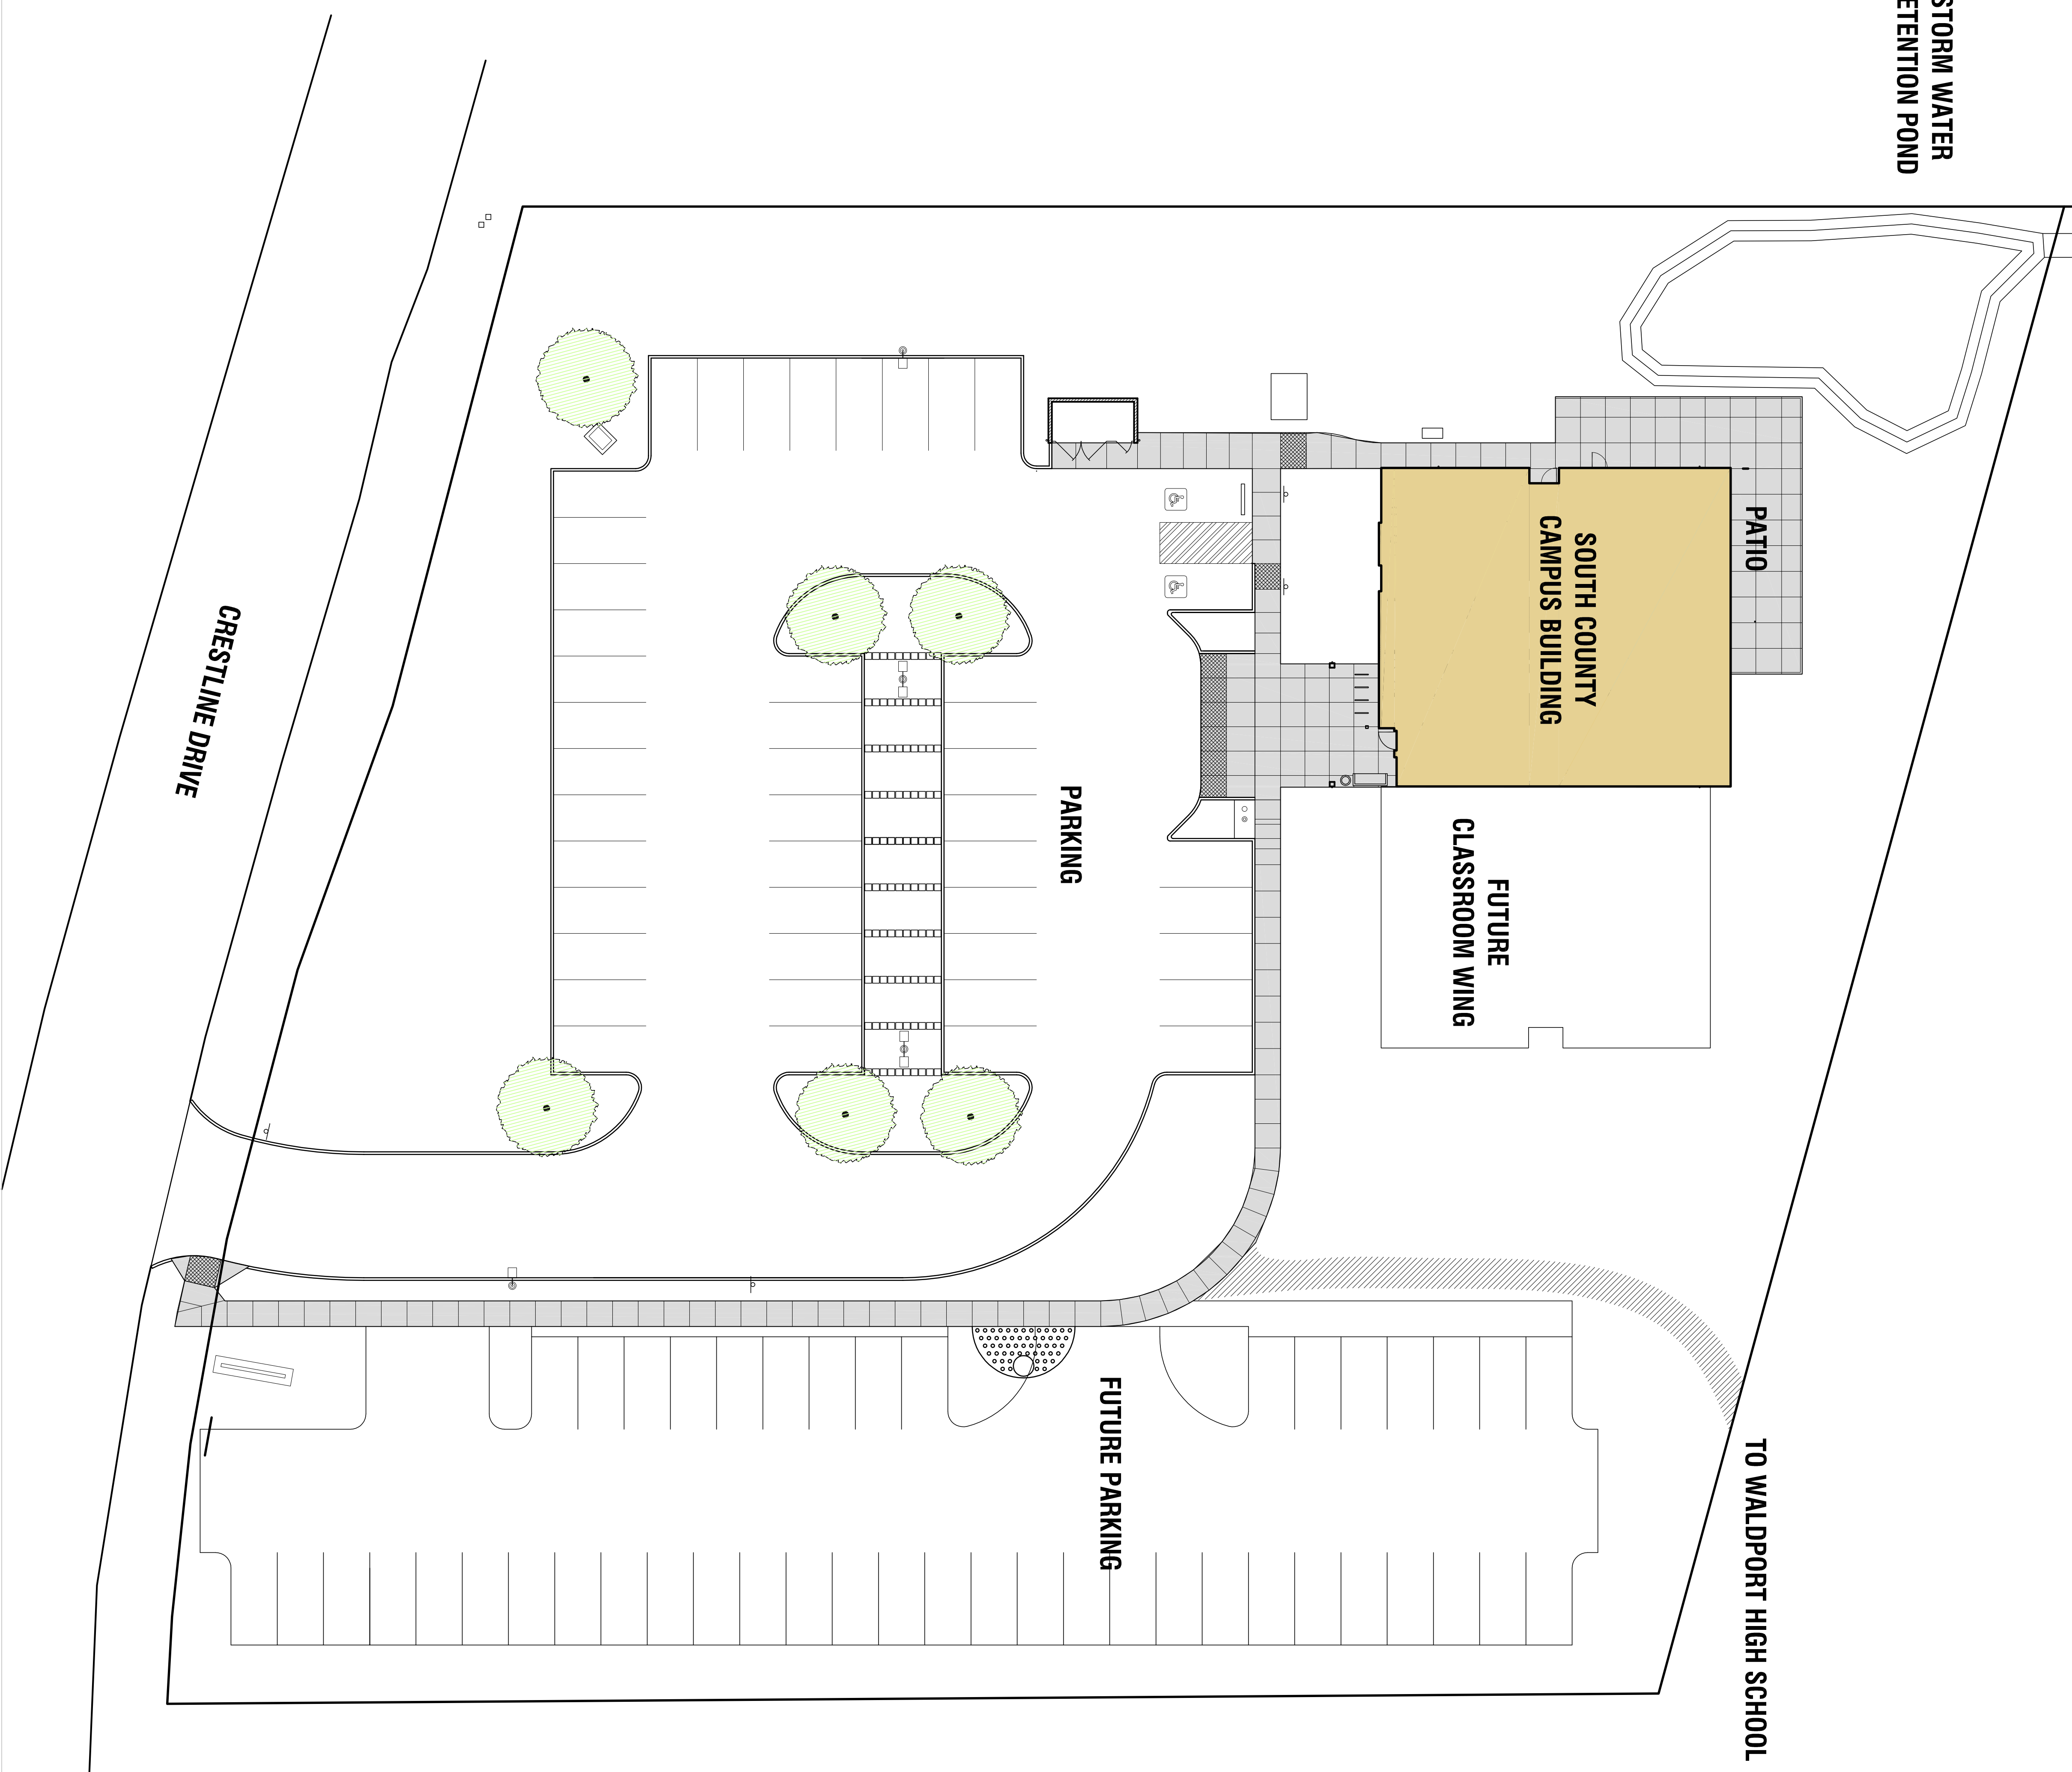 STORM WATER
ETENTION POND
PATIO
SOUTH COUNTY
CAMPUS BUILDING
FUTURE
CLASSROOM WING
PARKING
CRESTLINE DRIVE
FUTURE PARKING
TO WALDPORT HIGH SCHOOL